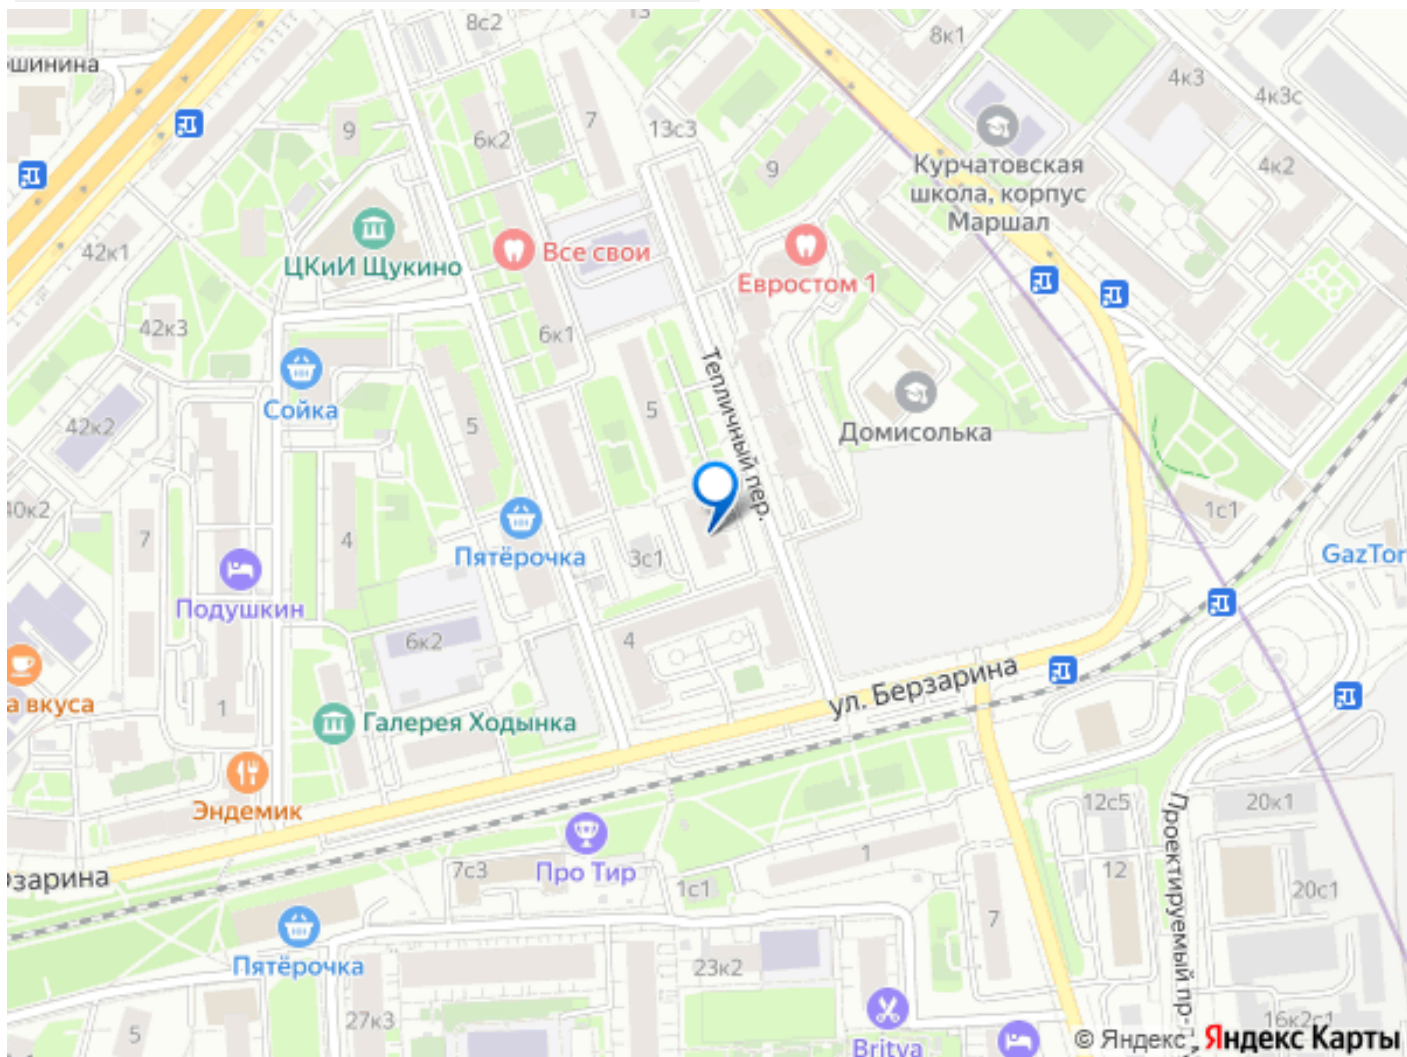 13
8с2
8к1
шинина
4к3
4к3с
9
6к2
7
13с3
9
Курчатовская
школа, корпус
Маршал
4к2
42к1
ЦКиИ Щукино
Все свои
Евростом 1
42к3
6к1
Тепличный пер.
Сойка
42к2
5
5
Домисолька
40к2
1с1
7
4
Пятёрочка
3с1
GazTor
Подушкин
6к2
4
а вкуса
1
Галерея Ходынка
ул. Берзарина
Эндемик
12с5
20к1
Проектируемый пр-
рзарина
7с3
Про Тир
1с1
1
12
7
20с1
Пятёрочка
23к2
5
27к3
Britva
16к2с1
© Яндекс Яндекс Карты